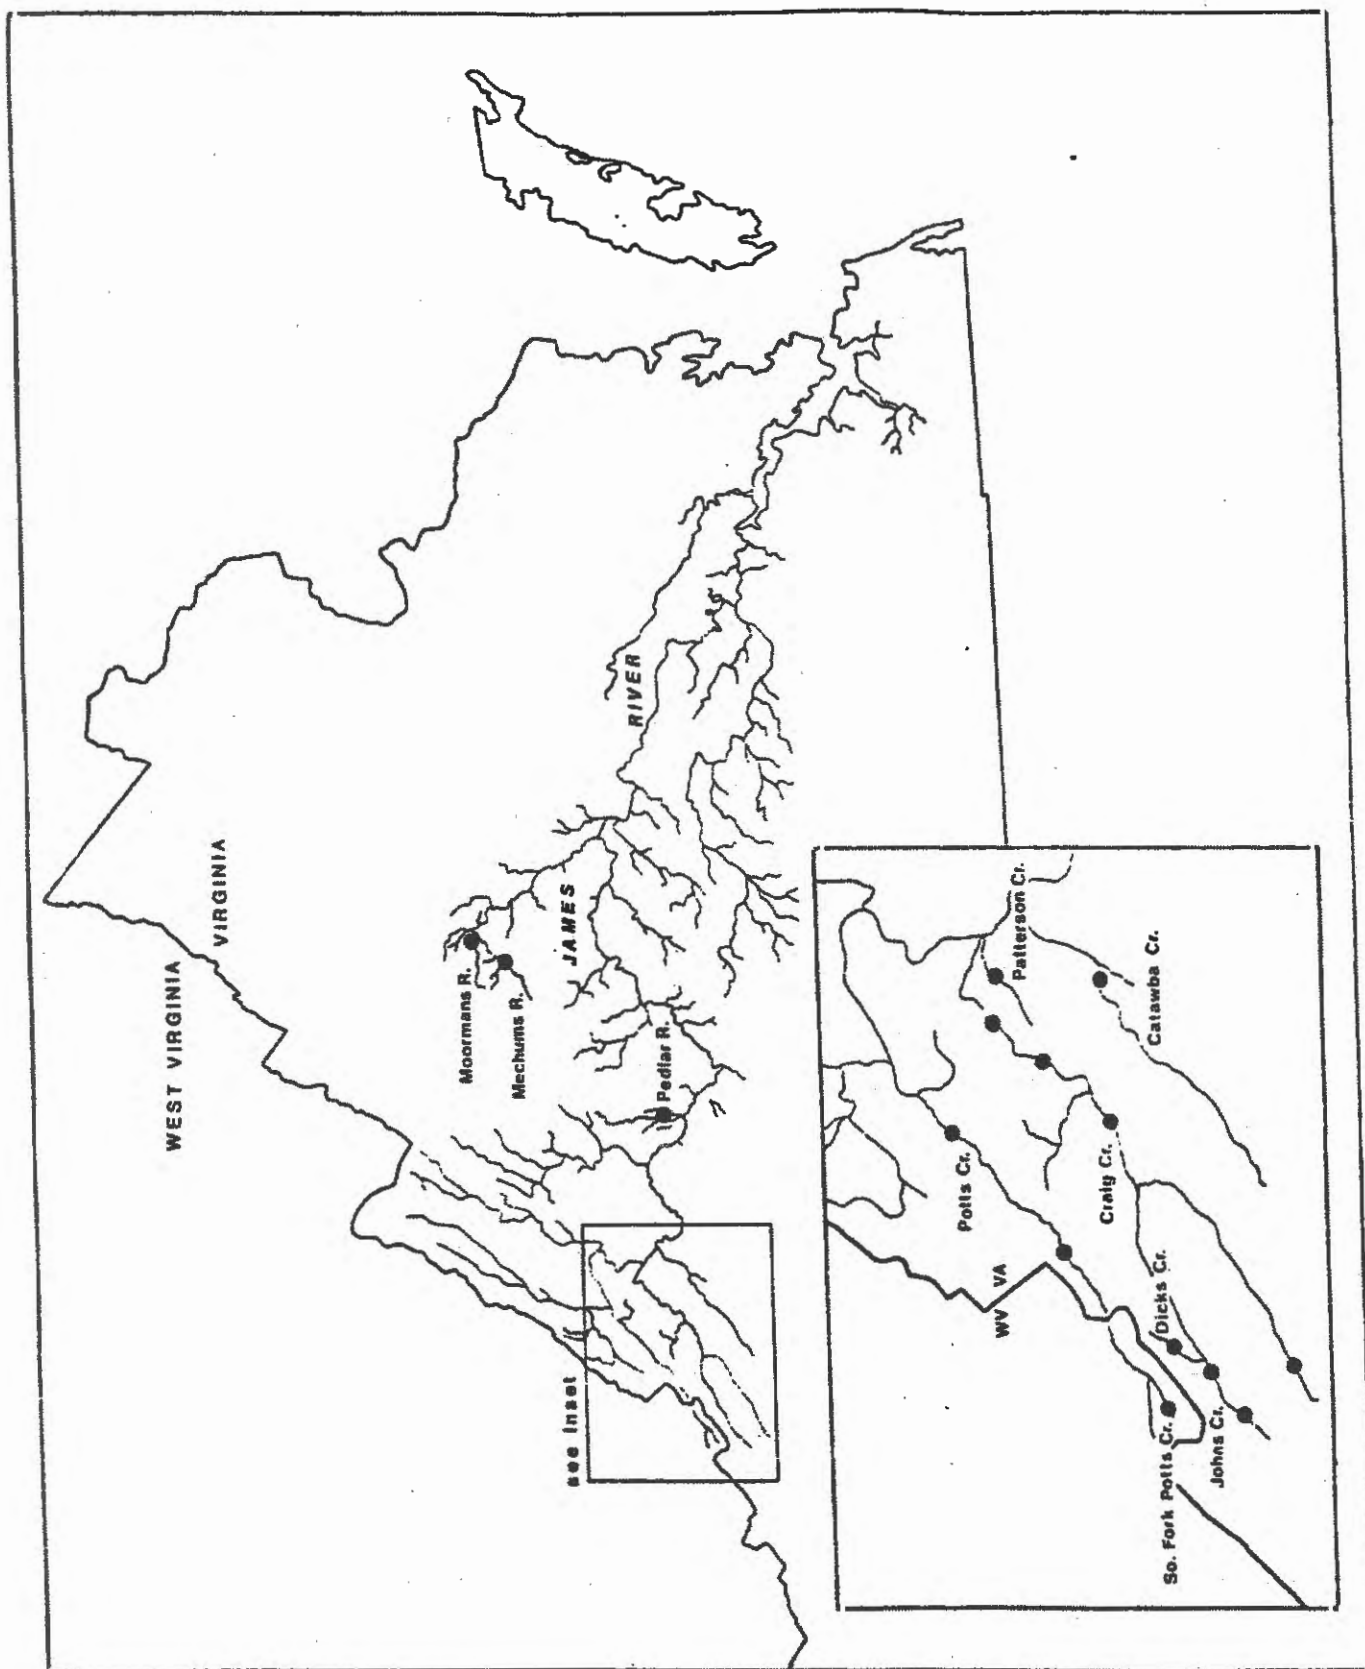 WEST VIRGINIA
VIRGINIA
Moormans R.
Mechums R.
JAMES
RIVER
Pedlar R.
see inset
Potts Cr.
WV VA
Craig Cr.
Patterson Cr.
Catawba Cr.
Dicks Cr.
Johns Cr.
So. Fork Potts Cr.